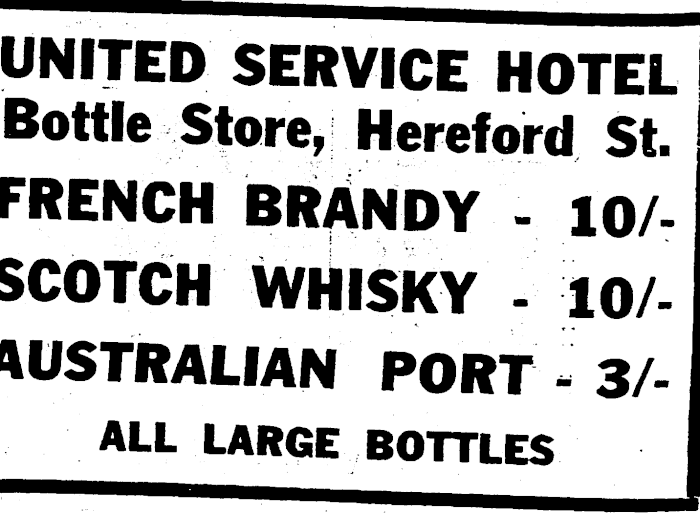 UNITED SERVICE HOTEL
Bottle Store, Hereford St.
FRENCH BRANDY - 10/-
SCOTCH WHISKY - 10/-
AUSTRALIAN PORT - 3/-
ALL LARGE BOTTLES